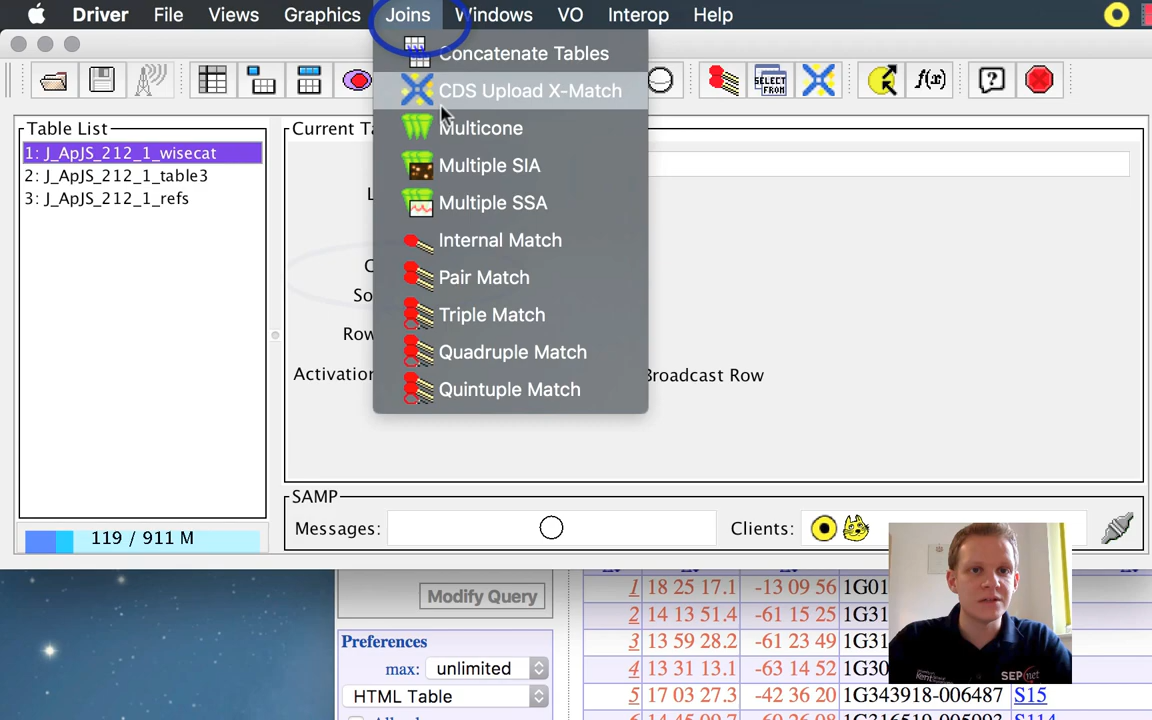 Driver File Views Graphics Joins Windows VO Interop Help
Concatenate Tables
CDS Upload X-Match
Multicone
Multiple SIA
Multiple SSA
Internal Match
Pair Match
Triple Match
Quadruple Match
Quintuple Match
SELECT FROM
f(x)
Table List
1: J_ApJS_212_1_wisecat
2: J_ApJS_212_1_table3
3: J_ApJS_212_1_refs
119 / 911 M
Current Ta
L
So
Row
Activation
Broadcast Row
SAMP
Messages:
Clients:
Modify Query
Preferences
max: unlimited
HTML Table
1 18 25 17.1 -13 09 56 1G01
2 14 13 51.4 -61 15 25 1G31
3 13 59 28.2 -61 23 49 1G31
4 13 31 13.1 -63 14 52 1G30
5 17 03 27.3 -42 36 20 1G343918-006487 S15
SEPnet
Kent